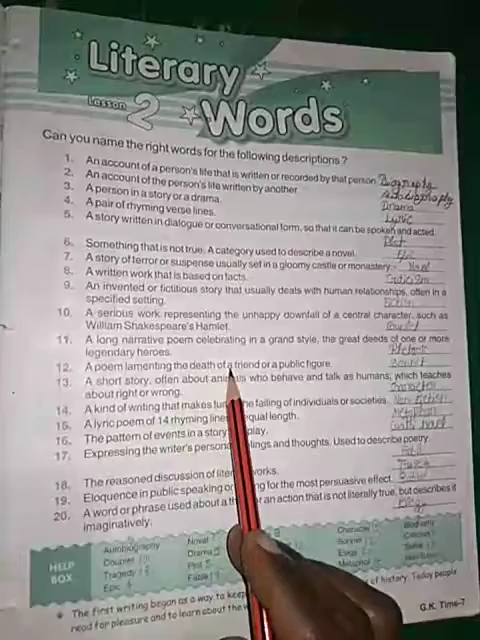 Literary
Lesson 2 Words
Can you name the right words for the following descriptions ?
1. An account of a person's life that is written or recorded by that person Biography
2. An account of the person's life written by another Autobiography
3. A person in a story or a drama. Drama
4. A pair of rhyming verse lines. Lyric
5. A story written in dialogue or conversational form, so that it can be spoken and acted.
Plot
6. Something that is not true. A category used to describe a novel.
7. A story of terror or suspense usually set in a gloomy castle or monastery - Novel
8. A written work that is based on facts. Criticism
9. An invented or fictitious story that usually deals with human relationships, often in a
specified setting. Fiction
10. A serious work representing the unhappy downfall of a central character, such as
William Shakespeare's Hamlet.
11. A long narrative poem celebrating in a grand style, the great deeds of one or more
legendary heroes. Rhetoric
12. A poem lamenting the death of a friend or a public figure. Sonnet
13. A short story, often about who behave and talk as humans, which teaches
about right or wrong. Character
14. A kind of writing that makes failing of individuals or societies. Non fiction
15. A lyric poem of 14 rhyming equal length. Metaphor
16. The pattern of events in a story play. Gothic novel
17. Expressing the writer's person and thoughts. Used to describe poetry.
18. The reasoned discussion of works.
19. Eloquence in public speaking or for the most persuasive effect.
20. A word or phrase used about a or an action that is not literally true, but describes it
imaginatively.
HELP
BOX
Autobiography Novel Character Biography
Couplet Drama Sonnet
Tragedy Plot Elegy
Epic Fable Metaphor
* The first writing began as a way to keep of history. Today people
read for pleasure and to learn about the
G.K. Time-7